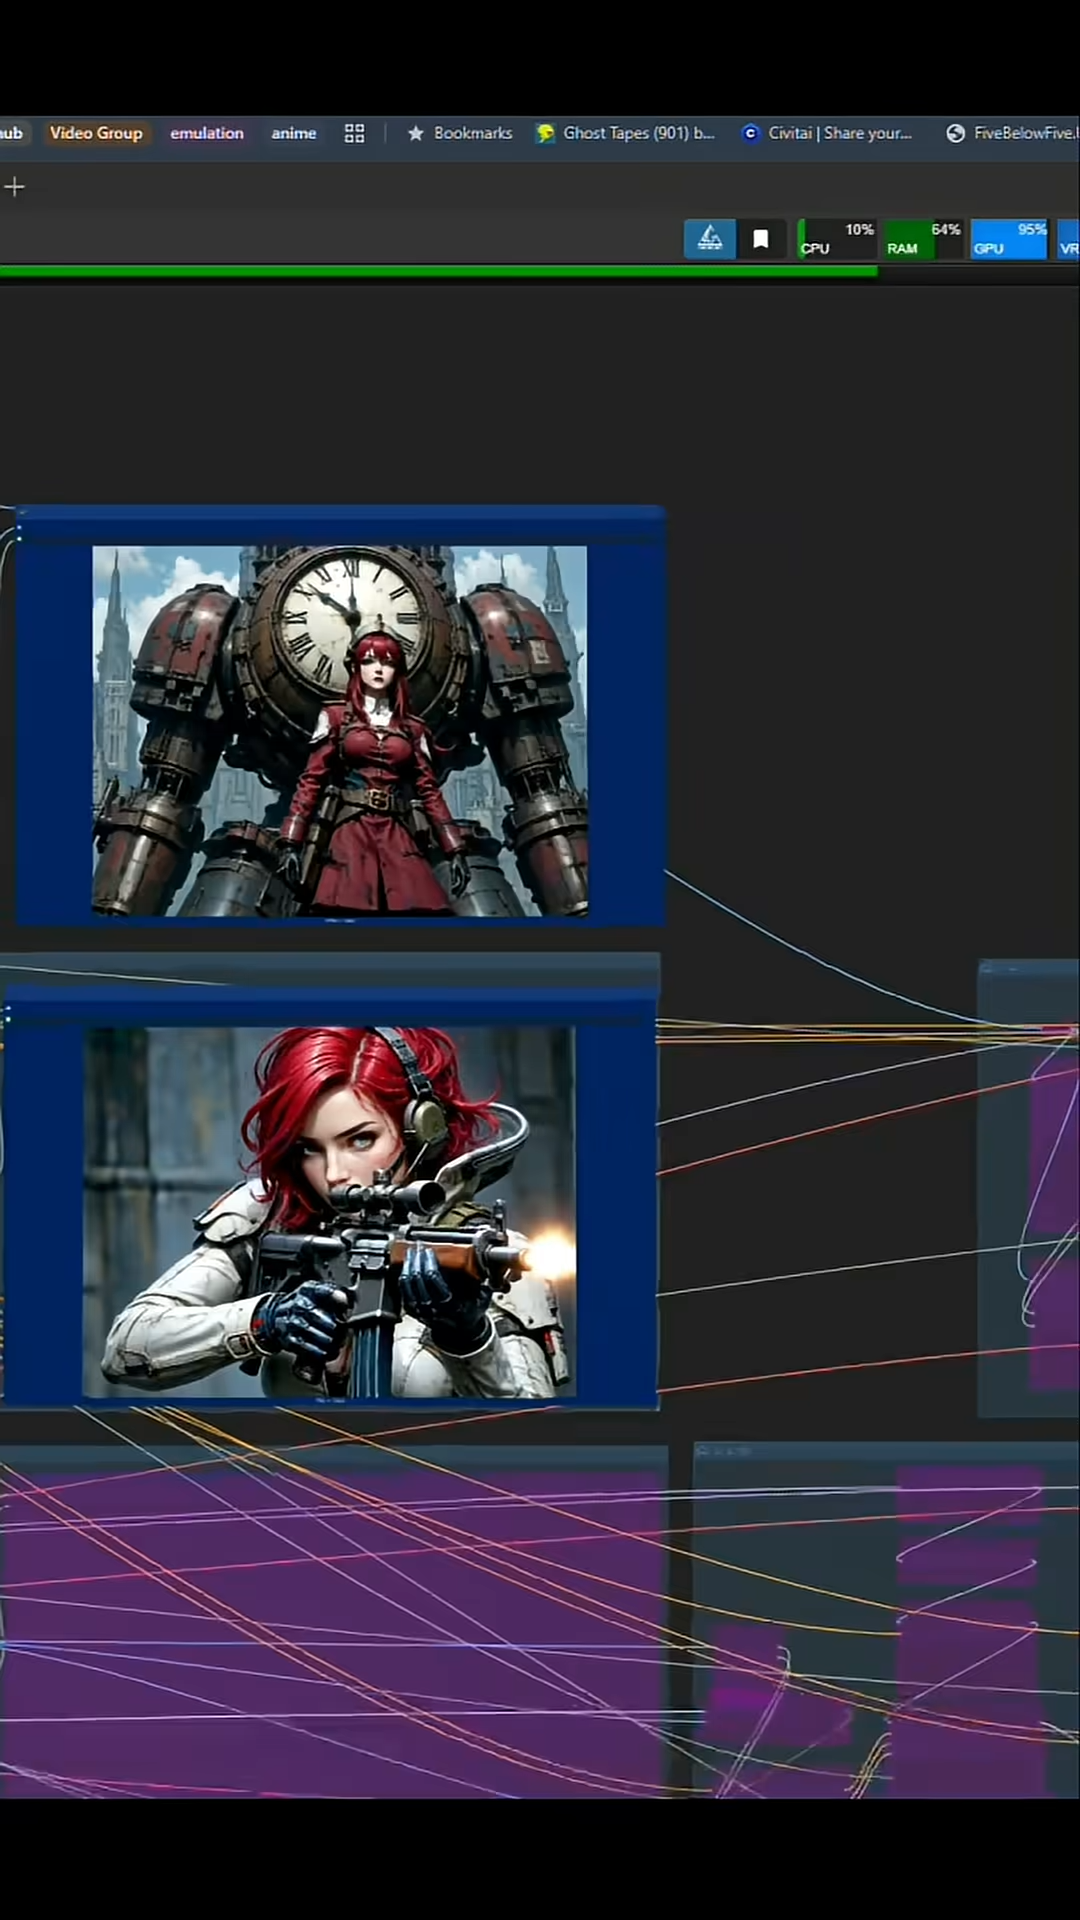 hub Video Group emulation anime Bookmarks Ghost Tapes (901) b... Civitai | Share your... FiveBelowFive.
10% 64% 95%
CPU RAM GPU VR